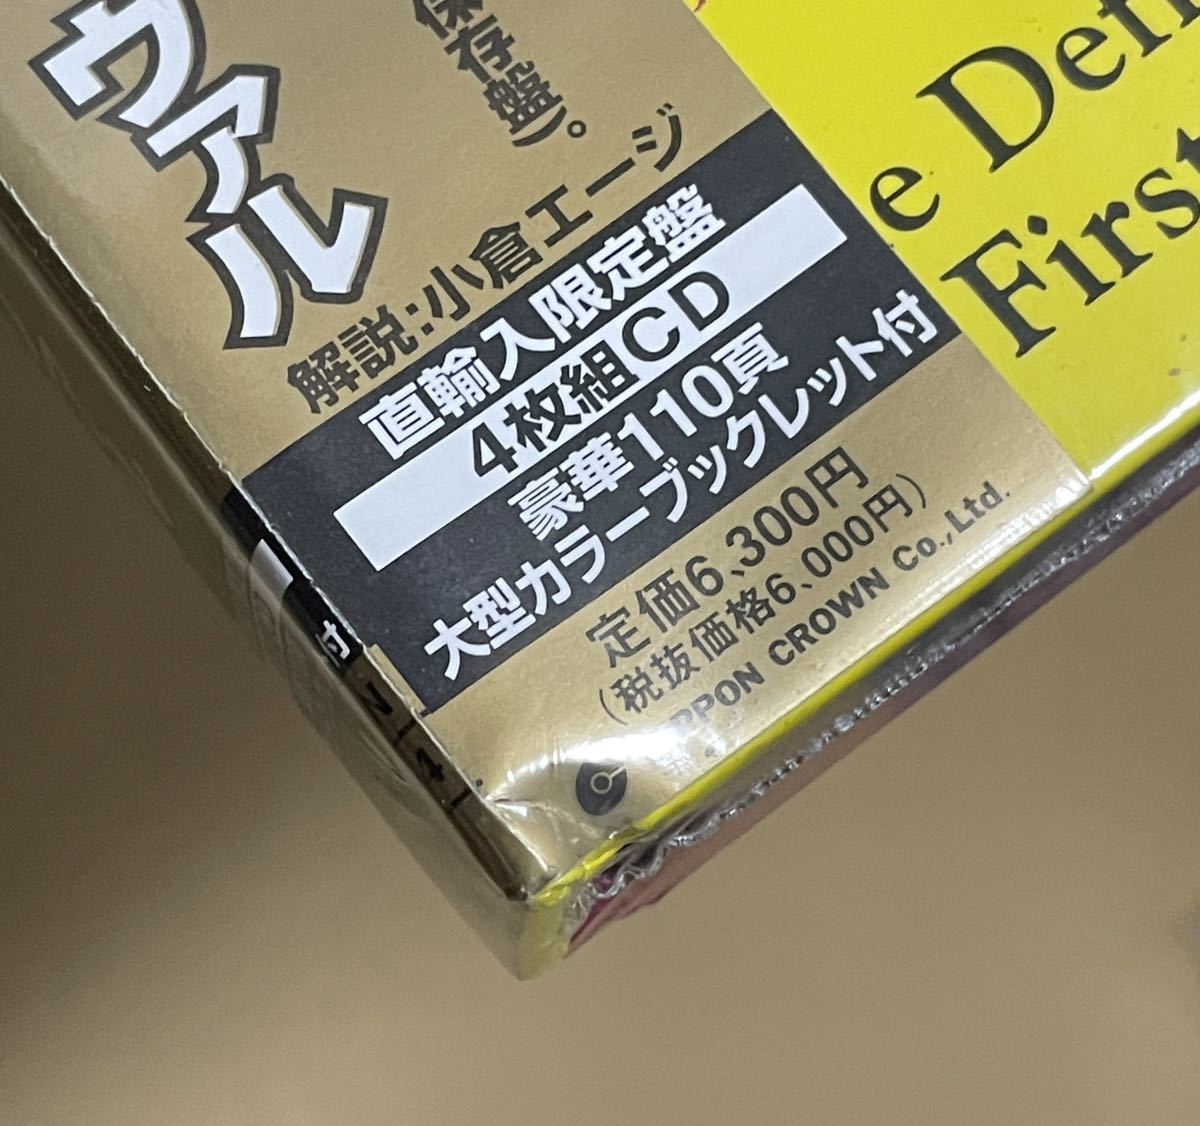 ヴァル
保存盤)。
解説:小倉エージ
直輸入限定盤
4枚組CD
豪華110頁
大型カラーブックレット付
定価6,300円
(税抜価格6,000円)
NIPPON CROWN Co.,Ltd.
e Defi
First
付